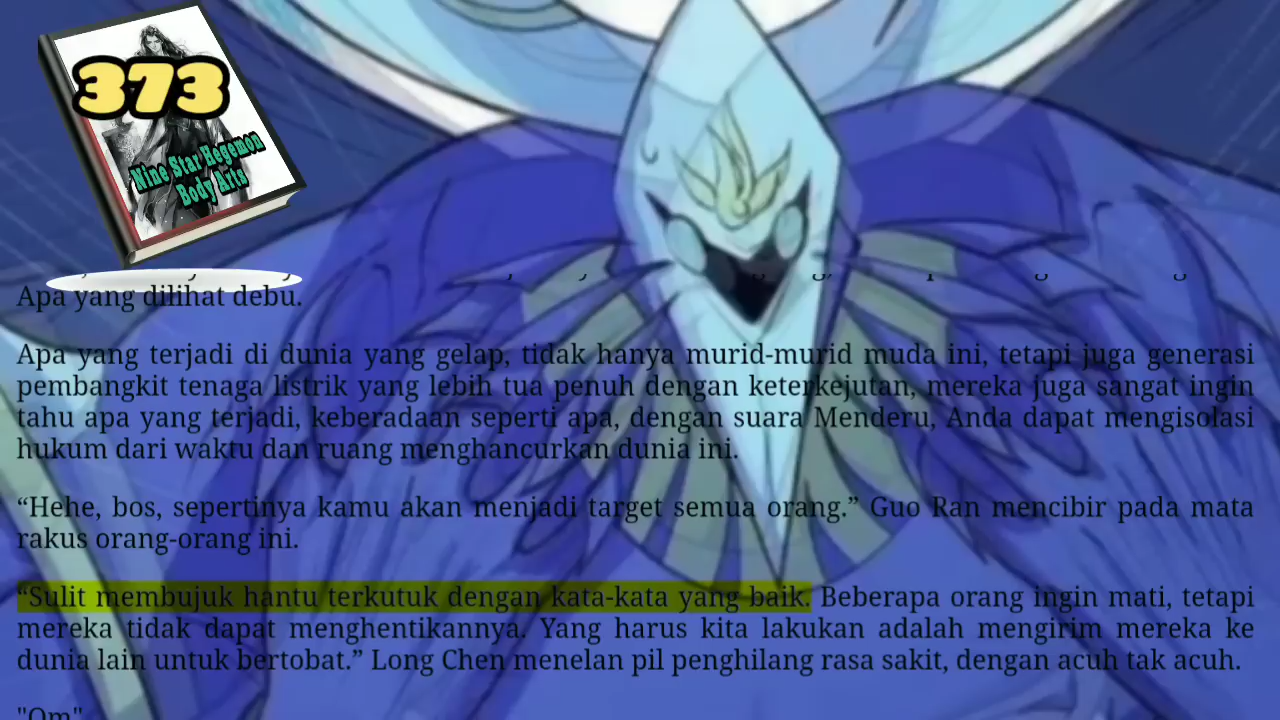 373
Nine Star Hegemon
Body Arts
Apa yang dilihat debu.
Apa yang terjadi di dunia yang gelap, tidak hanya murid-murid muda ini, tetapi juga generasi
pembangkit tenaga listrik yang lebih tua penuh dengan keterkejutan, mereka juga sangat ingin
tahu apa yang terjadi, keberadaan seperti apa, dengan suara Menderu, Anda dapat mengisolasi
hukum dari waktu dan ruang menghancurkan dunia ini.
“Hehe, bos, sepertinya kamu akan menjadi target semua orang.” Guo Ran mencibir pada mata
rakus orang-orang ini.
“Sulit membujuk hantu terkutuk dengan kata-kata yang baik. Beberapa orang ingin mati, tetapi
mereka tidak dapat menghentikannya. Yang harus kita lakukan adalah mengirim mereka ke
dunia lain untuk bertobat.” Long Chen menelan pil penghilang rasa sakit, dengan acuh tak acuh.
"Om"